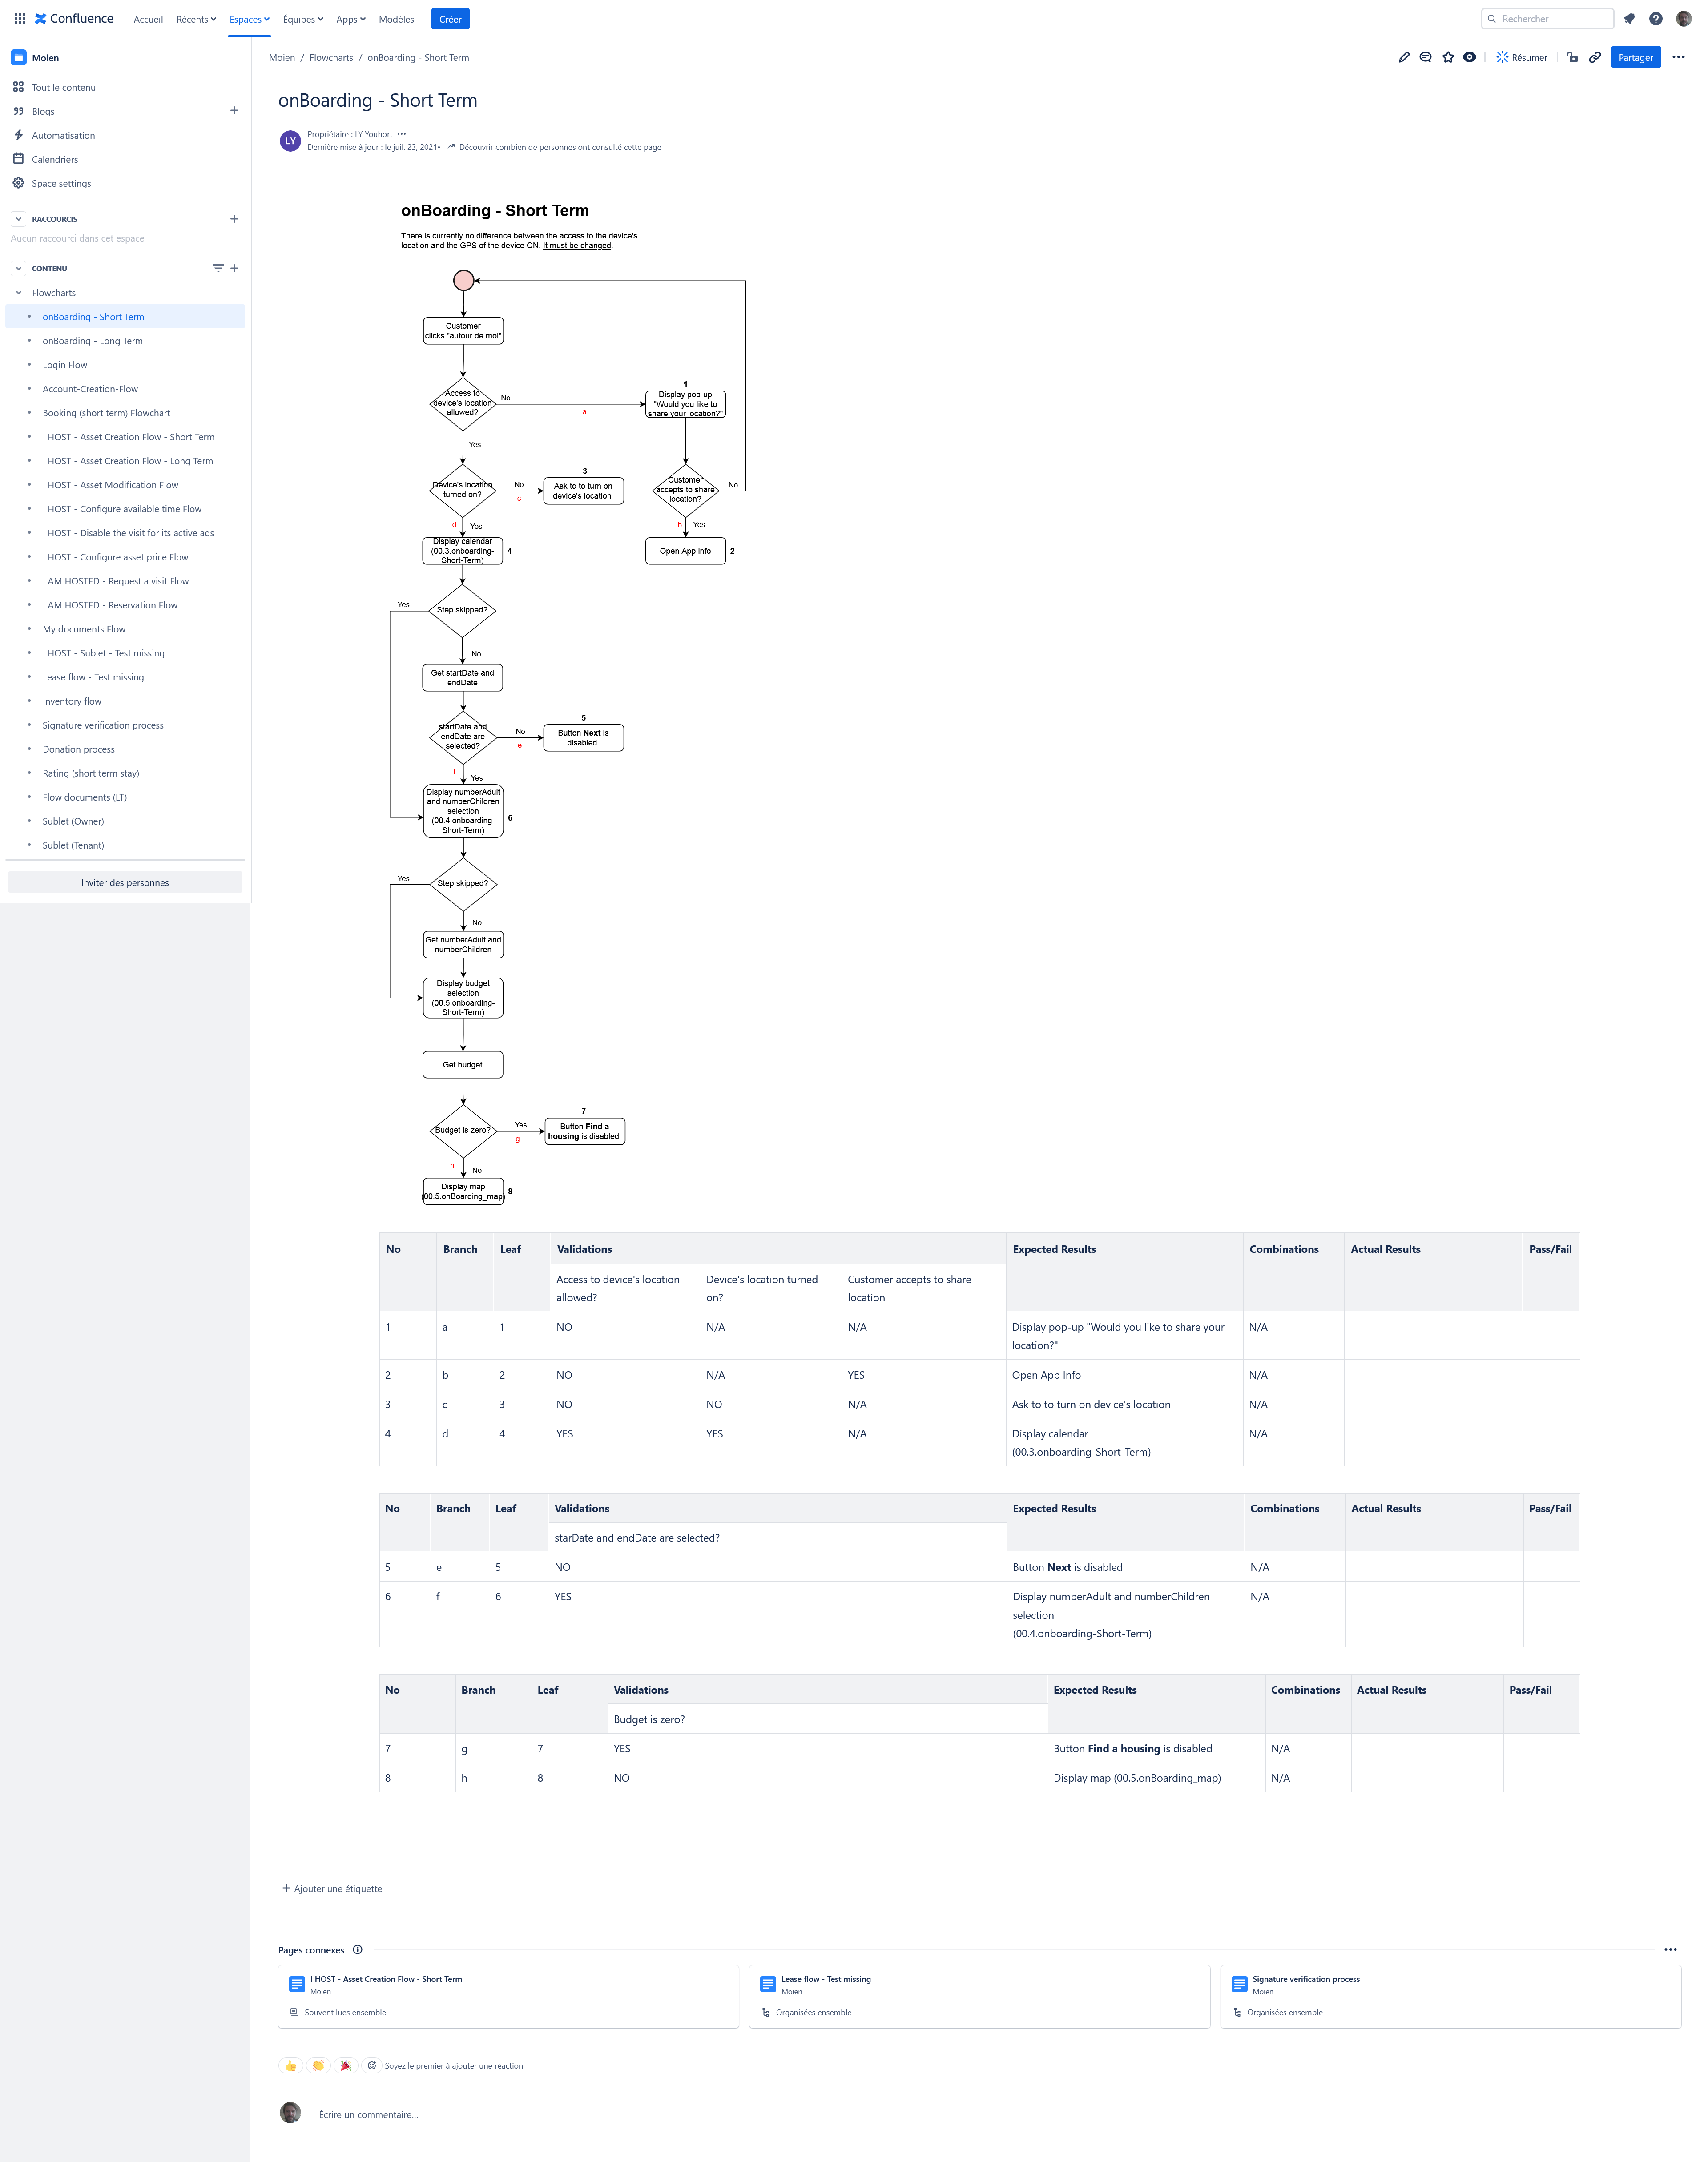 Confluence
Accueil
Récents
Espaces
Équipes
Apps
Modèles
Créer
Rechercher
Moien
Tout le contenu
Blogs
Automatisation
Calendriers
Space settings
RACCOURCIS
Aucun raccourci dans cet espace
CONTENU
Flowcharts
onBoarding - Short Term
onBoarding - Long Term
Login Flow
Account-Creation-Flow
Booking (short term) Flowchart
I HOST - Asset Creation Flow - Short Term
I HOST - Asset Creation Flow - Long Term
I HOST - Asset Modification Flow
I HOST - Configure available time Flow
I HOST - Disable the visit for its active ads
I HOST - Configure asset price Flow
I AM HOSTED - Request a visit Flow
I AM HOSTED - Reservation Flow
My documents Flow
I HOST - Sublet - Test missing
Lease flow - Test missing
Inventory flow
Signature verification process
Donation process
Rating (short term stay)
Flow documents (LT)
Sublet (Owner)
Sublet (Tenant)
Inviter des personnes
Moien / Flowcharts / onBoarding - Short Term
Résumer
Partager
onBoarding - Short Term
LY
Propriétaire : LY Youhort
Dernière mise à jour : le juil. 23, 2021•
Découvrir combien de personnes ont consulté cette page
onBoarding - Short Term
There is currently no difference between the access to the device's
location and the GPS of the device ON. It must be changed.
Customer
clicks "autour de moi"
Access to
device's location
allowed?
No
a
1
Display pop-up
"Would you like to
share your location?"
Yes
Device's location
turned on?
No
c
3
Ask to to turn on
device's location
Customer
accepts to share
location?
No
d
Yes
b
Yes
Display calendar
(00.3.onboarding-
Short-Term)
4
Open App info
2
Yes
Step skipped?
No
Get startDate and
endDate
startDate and
endDate are
selected?
No
e
5
Button Next is
disabled
f
Yes
Display numberAdult
and numberChildren
selection
(00.4.onboarding-
Short-Term)
6
Yes
Step skipped?
No
Get numberAdult and
numberChildren
Display budget
selection
(00.5.onboarding-
Short-Term)
Get budget
Budget is zero?
Yes
g
7
Button Find a
housing is disabled
h
No
Display map
(00.5.onBoarding_map)
8
No
Branch
Leaf
Validations
Expected Results
Combinations
Actual Results
Pass/Fail
Access to device's location
allowed?
Device's location turned
on?
Customer accepts to share
location
1
a
1
NO
N/A
N/A
Display pop-up "Would you like to share your
location?"
N/A
2
b
2
NO
N/A
YES
Open App Info
N/A
3
c
3
NO
NO
N/A
Ask to to turn on device's location
N/A
4
d
4
YES
YES
N/A
Display calendar
(00.3.onboarding-Short-Term)
N/A
No
Branch
Leaf
Validations
Expected Results
Combinations
Actual Results
Pass/Fail
starDate and endDate are selected?
5
e
5
NO
Button Next is disabled
N/A
6
f
6
YES
Display numberAdult and numberChildren
selection
(00.4.onboarding-Short-Term)
N/A
No
Branch
Leaf
Validations
Expected Results
Combinations
Actual Results
Pass/Fail
Budget is zero?
7
g
7
YES
Button Find a housing is disabled
N/A
8
h
8
NO
Display map (00.5.onBoarding_map)
N/A
Ajouter une étiquette
Pages connexes
I HOST - Asset Creation Flow - Short Term
Moien
Souvent lues ensemble
Lease flow - Test missing
Moien
Organisées ensemble
Signature verification process
Moien
Organisées ensemble
Soyez le premier à ajouter une réaction
Écrire un commentaire...